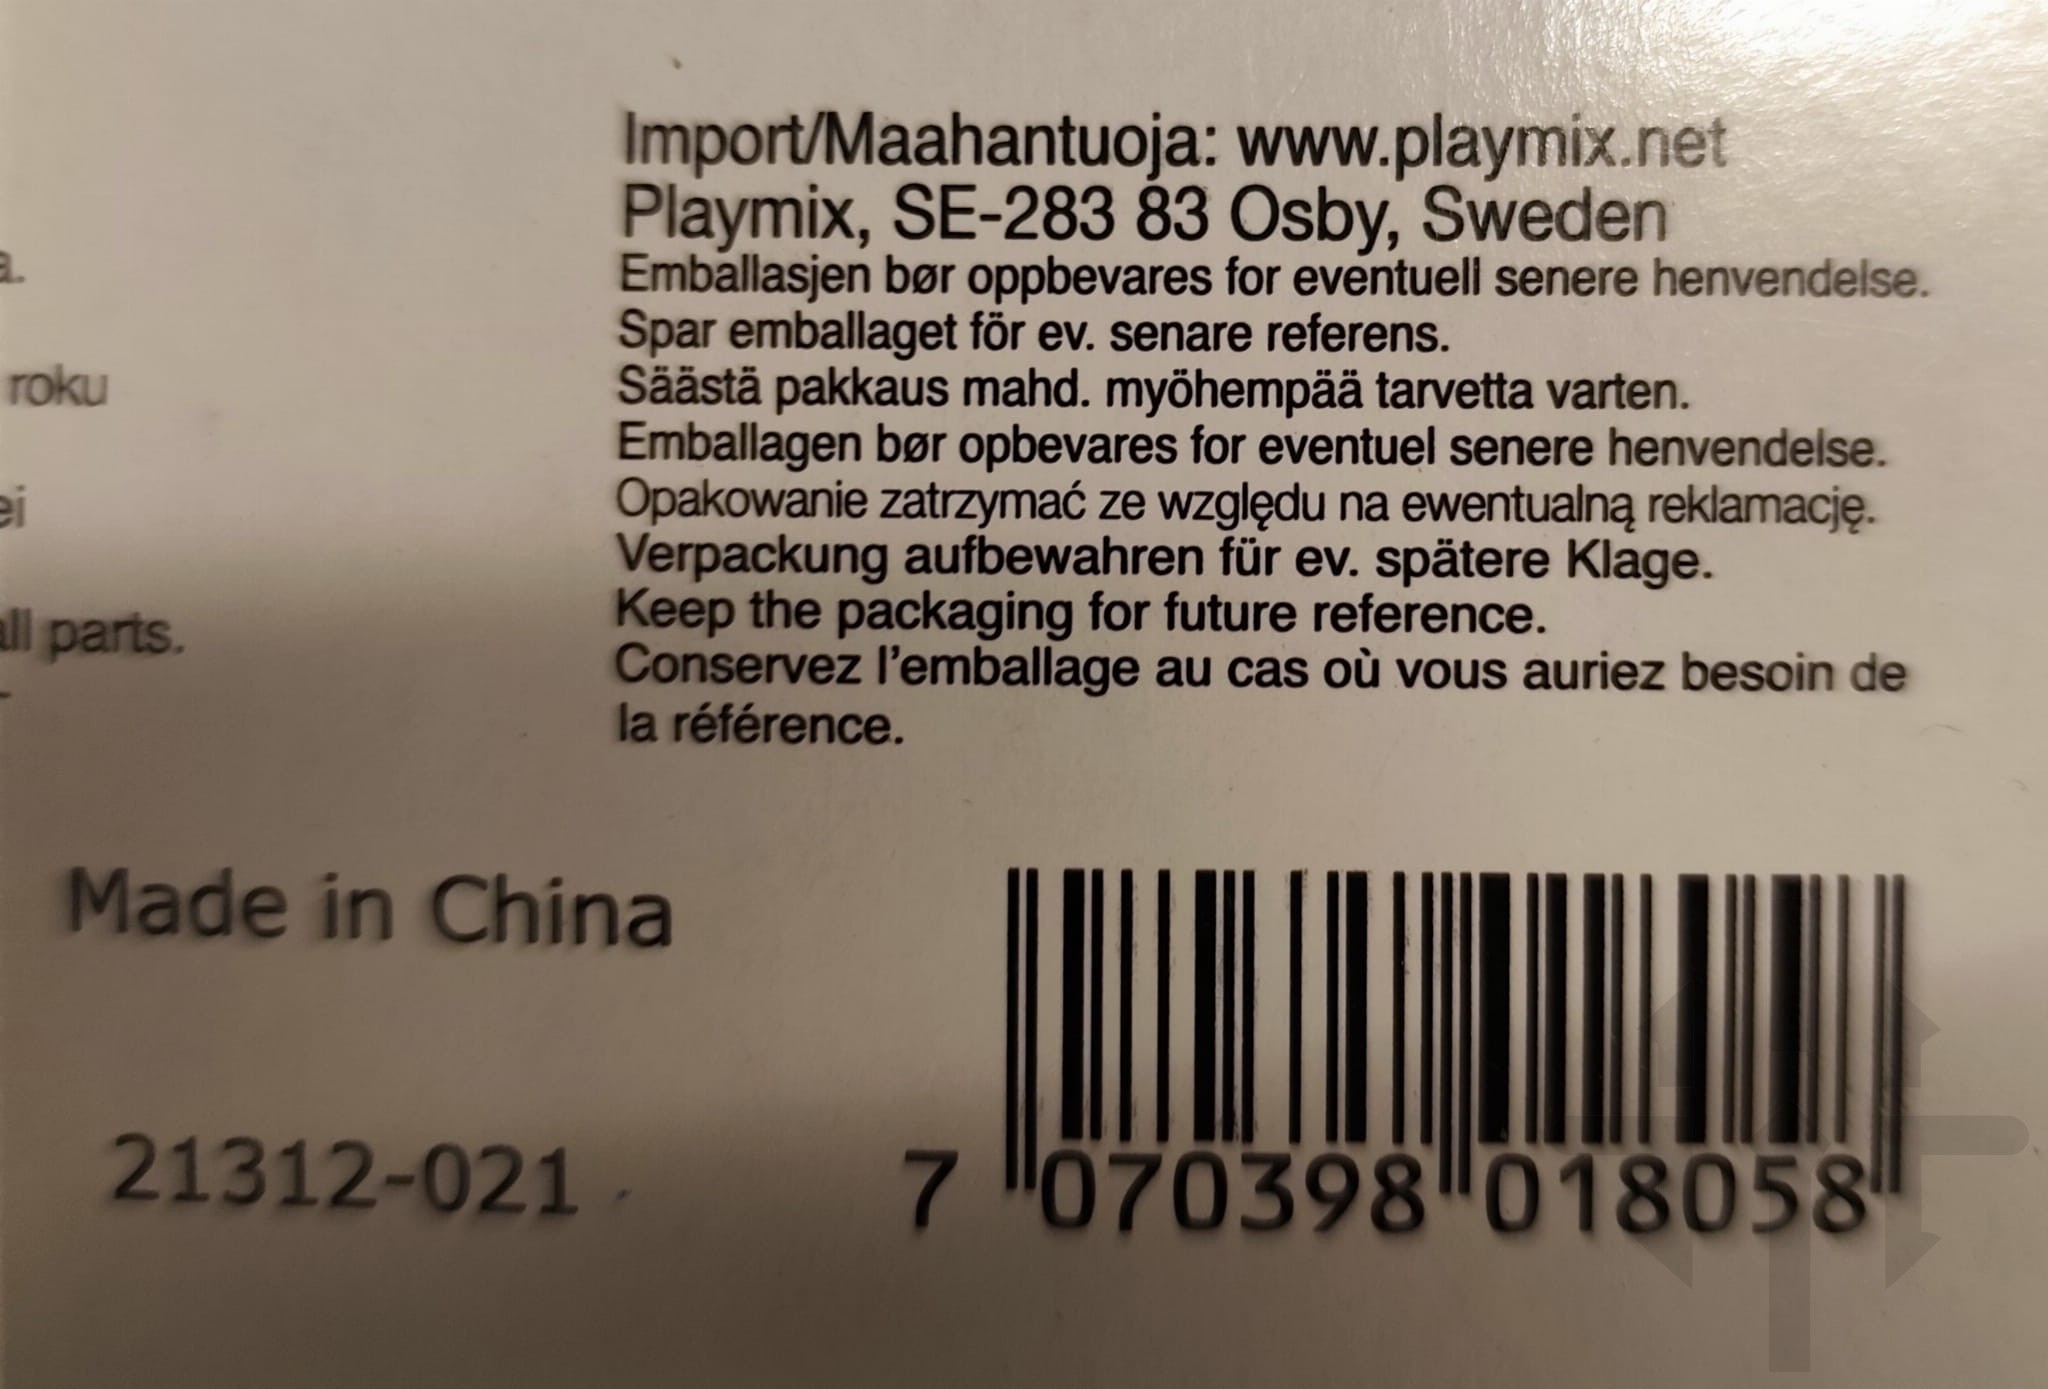 Import/Maahantuoja: www.playmix.net
Playmix, SE-283 83 Osby, Sweden
Emballasjen bør oppbevares for eventuell senere henvendelse.
Spar emballaget för ev. senare referens.
Säästä pakkaus mahd. myöhempää tarvetta varten.
Emballagen bør opbevares for eventuel senere henvendelse.
Opakowanie zatrzymać ze względu na ewentualną reklamację.
Verpackung aufbewahren für ev. spätere Klage.
Keep the packaging for future reference.
Conservez l'emballage au cas où vous auriez besoin de
la référence.
roku
parts.
Made in China
21312-021
7 070398 018058